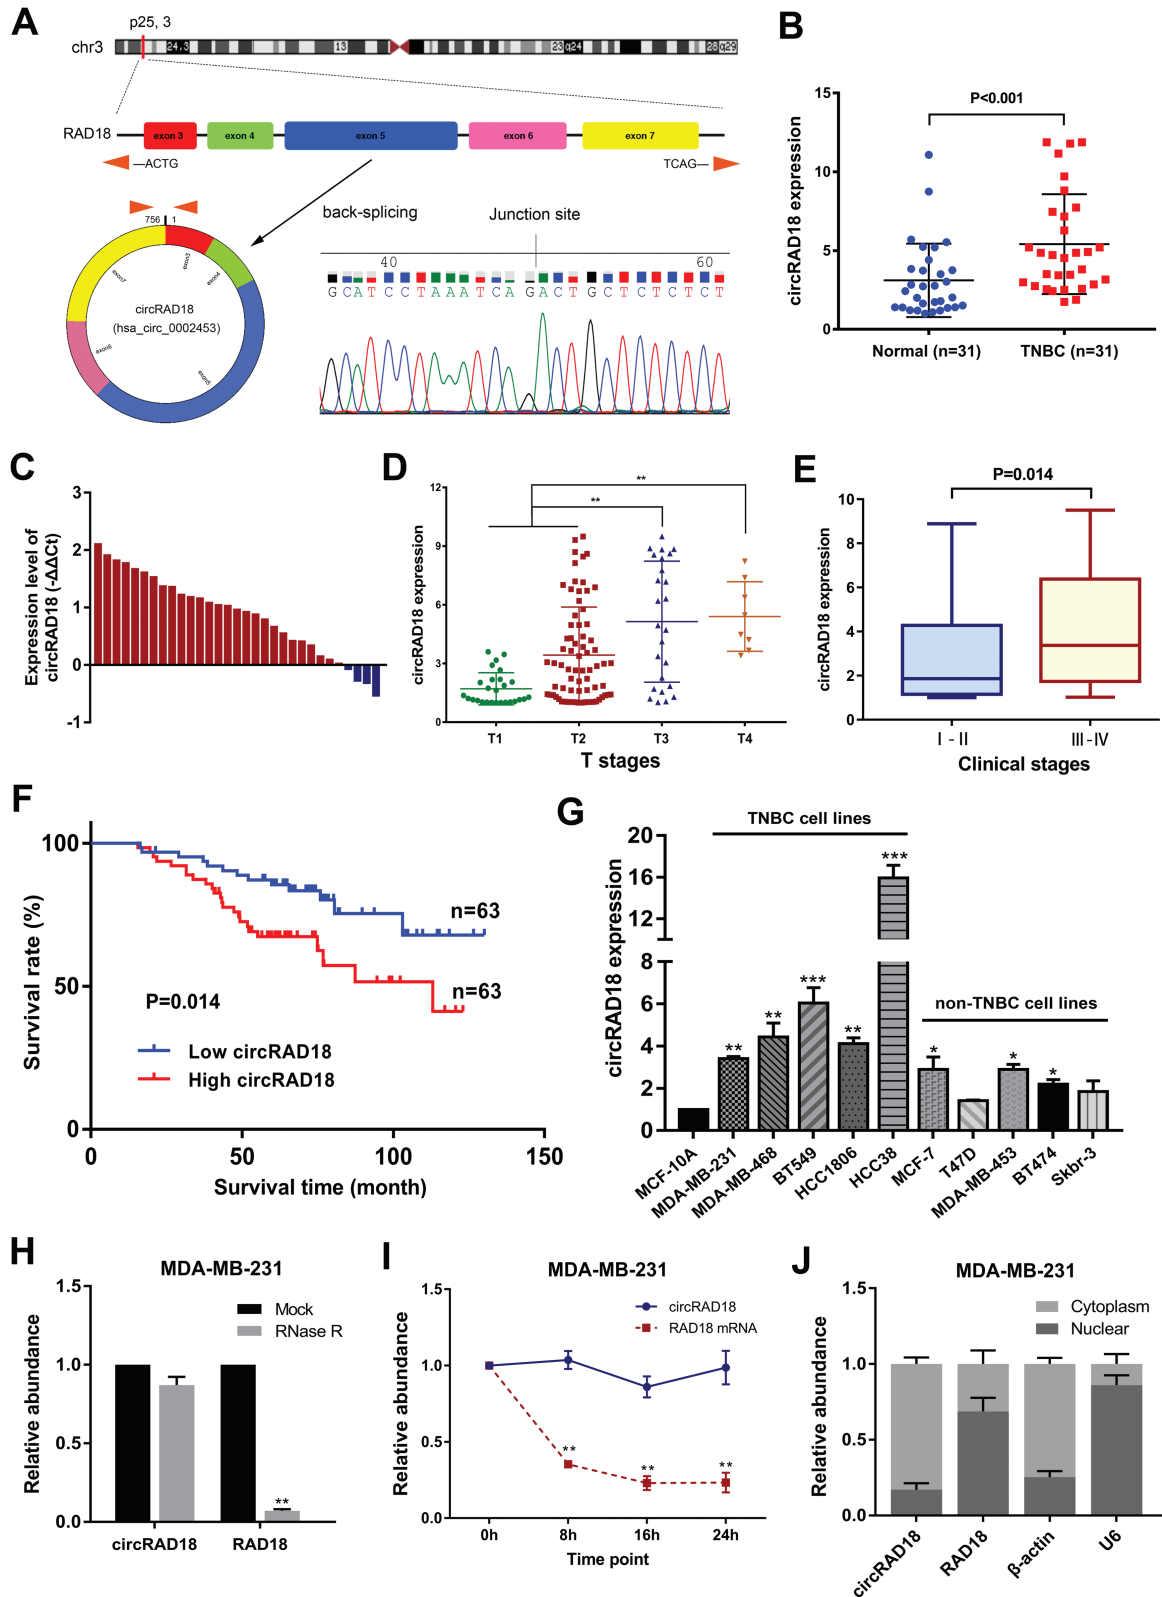 A
p25, 3
chr3
24.3
13
23
q24
28
q29
RAD18
exon 3
exon 4
exon 5
exon 6
exon 7
—ACTG
TCAG—
756
1
exon3
exon4
exon5
exon6
exon7
circRAD18
(hsa_circ_0002453)
back-splicing
Junction site
40
60
G C A T C C T A A A T C A G A C T G C T C T C T C T
B
P<0.001
circRAD18 expression
15
10
5
0
Normal (n=31)
TNBC (n=31)
C
Expression level of
circRAD18 (-ΔΔCt)
3
2
1
0
-1
D
circRAD18 expression
12
9
6
3
0
**
**
T1
T2
T3
T4
T stages
E
P=0.014
circRAD18 expression
10
8
6
4
2
0
I - II
III-IV
Clinical stages
F
Survival rate (%)
100
50
0
n=63
n=63
P=0.014
Low circRAD18
High circRAD18
0
50
100
150
Survival time (month)
G
TNBC cell lines
non-TNBC cell lines
circRAD18 expression
20
16
12
8
6
4
2
0
**
**
***
**
***
*
*
*
MCF-10A
MDA-MB-231
MDA-MB-468
BT549
HCC1806
HCC38
MCF-7
T47D
MDA-MB-453
BT474
Skbr-3
H
MDA-MB-231
Relative abundance
1.5
1.0
0.5
0.0
Mock
RNase R
**
circRAD18
RAD18
I
MDA-MB-231
Relative abundance
1.5
1.0
0.5
0.0
circRAD18
RAD18 mRNA
**
**
**
0h
8h
16h
24h
Time point
J
MDA-MB-231
Relative abundance
1.5
1.0
0.5
0.0
Cytoplasm
Nuclear
circRAD18
RAD18
β-actin
U6